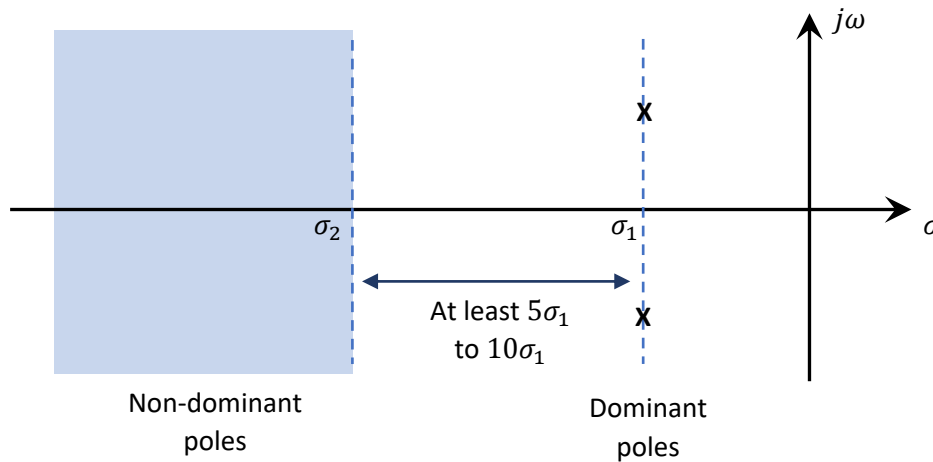 jω
σ
σ₂
σ₁
At least 5σ₁
to 10σ₁
x
x
Non-dominant
poles
Dominant
poles